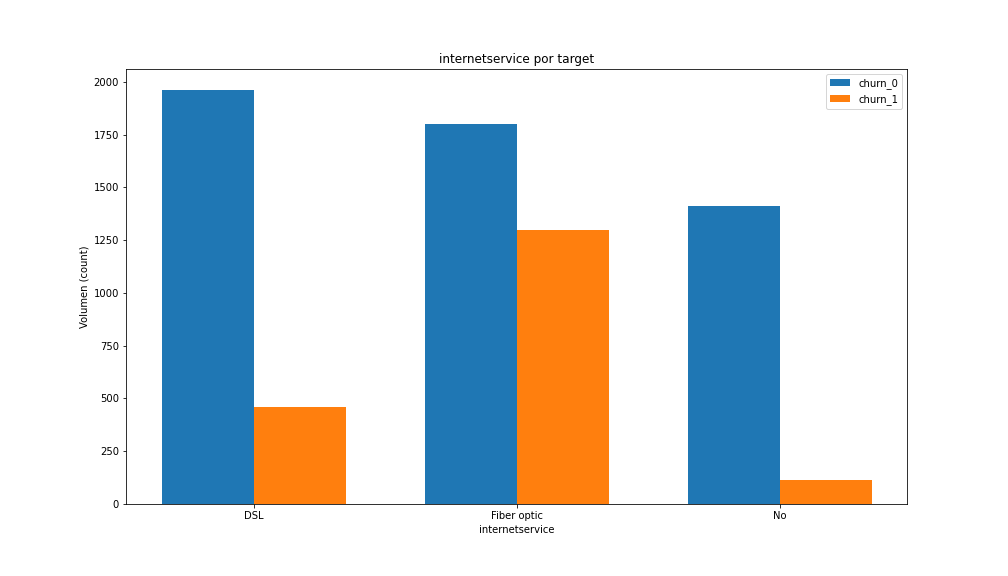 internetservice por target
churn_0
churn_1
Volumen (count)
2000
1750
1500
1250
1000
750
500
250
0
DSL Fiber optic No
internetservice